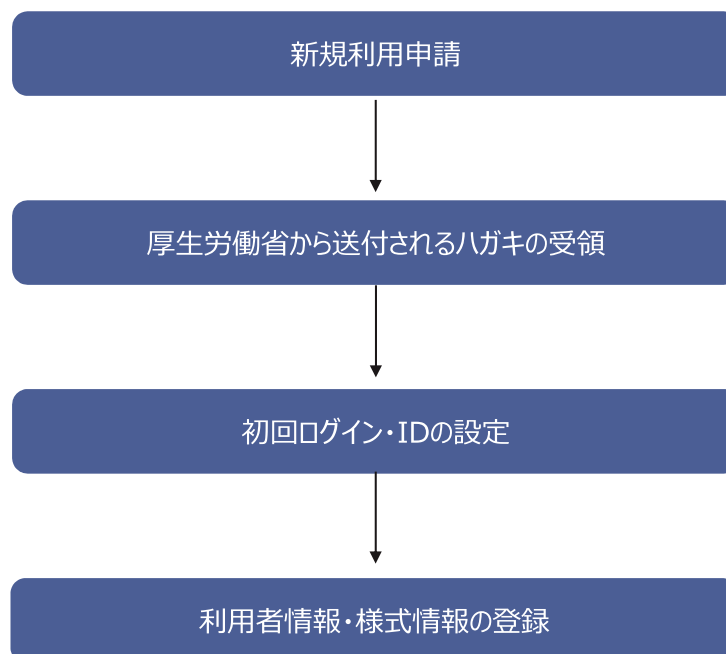 新規利用申請
厚生労働省から送付されるハガキの受領
初回ログイン・IDの設定
利用者情報・様式情報の登録